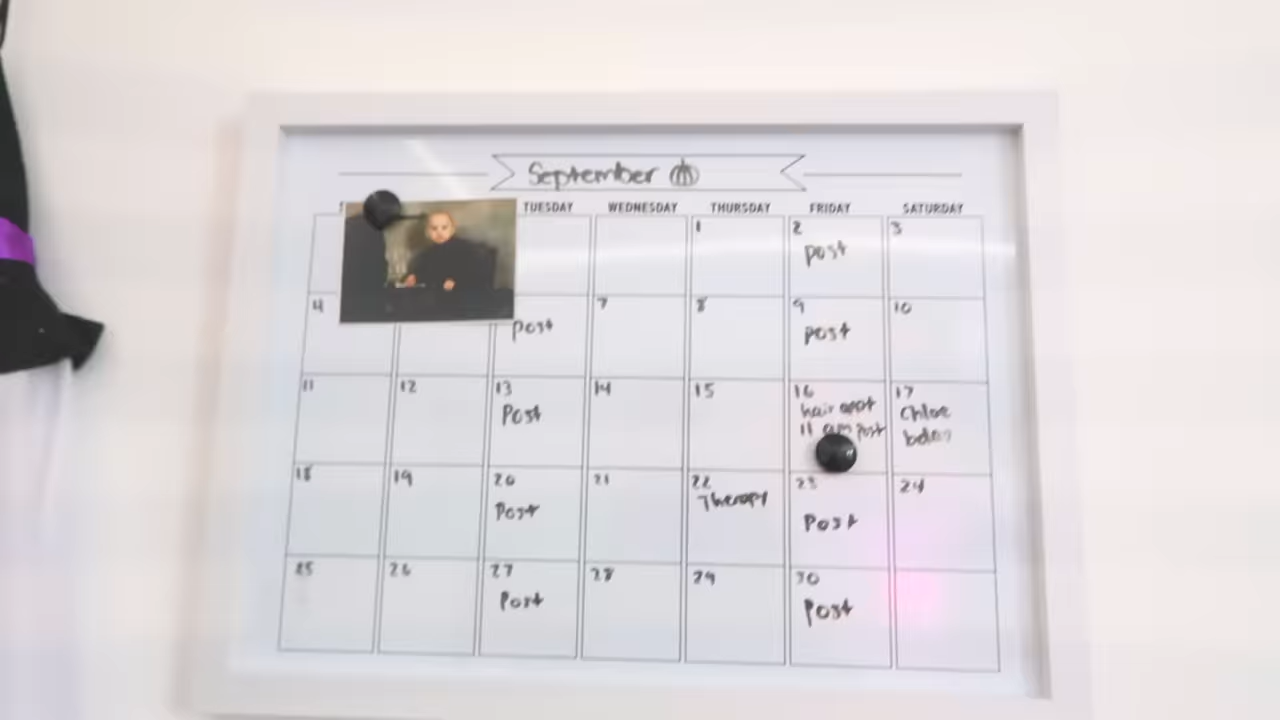 September
TUESDAY WEDNESDAY THURSDAY FRIDAY SATURDAY
1 2 3
post
4 7 8 9 10
post post
11 12 13 14 15 16 17
Post hair appt Chloe
11 am post
18 19 20 21 22 23 24
Post Therapy Post
25 26 27 28 29 30
Post Post